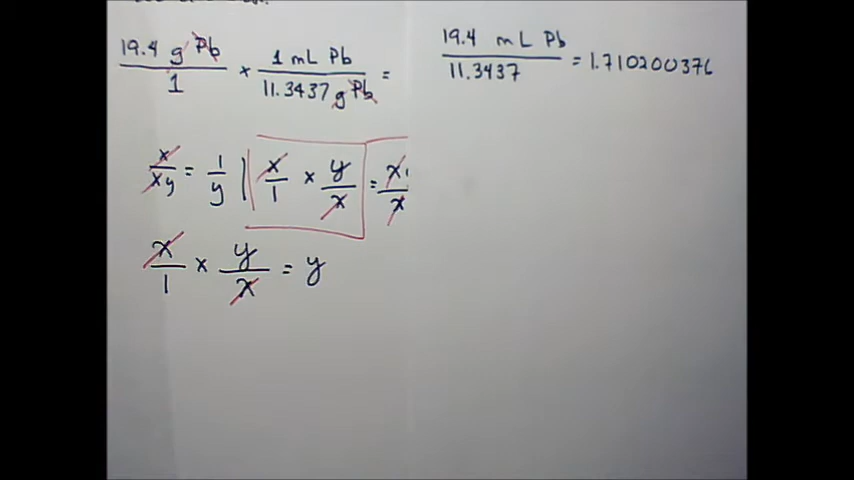 19.4 g Pb / 1 × 1 mL Pb / 11.3437 g Pb =
19.4 mL Pb / 11.3437 = 1.710200376
x / xy = 1 / y | x / 1 × y / x = x
x / 1 × y / x = y